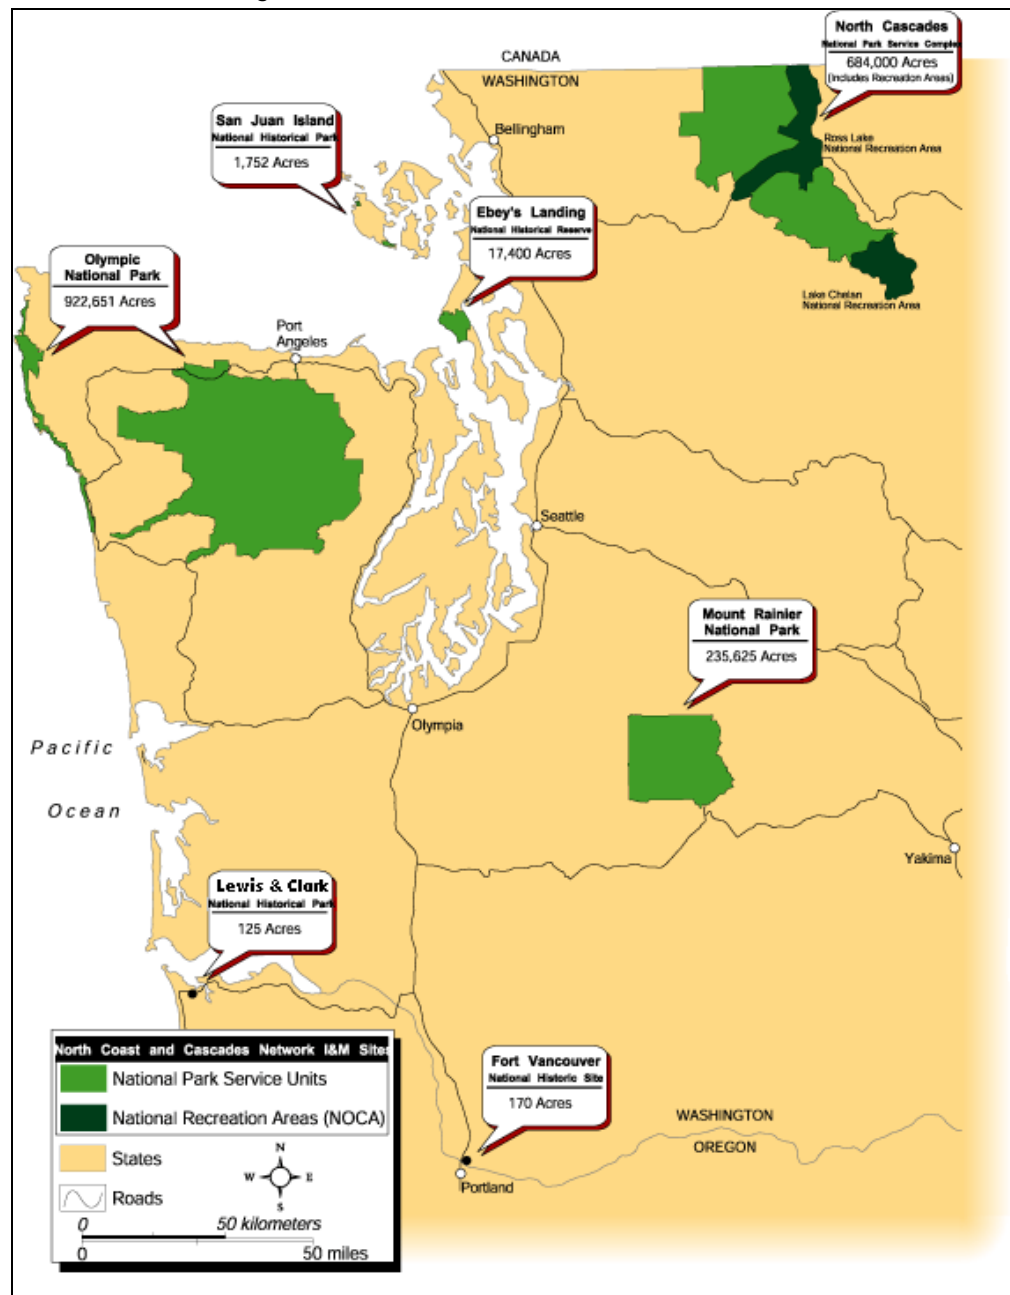 North Cascades
National Park Service Complex
684,000 Acres
(Includes Recreation Areas)
CANADA
WASHINGTON
San Juan Island
National Historical Park
1,752 Acres
Bellingham
Ross Lake
National Recreation Area
Ebey's Landing
National Historical Reserve
17,400 Acres
Olympic
National Park
922,651 Acres
Lake Chelan
National Recreation Area
Port
Angeles
Seattle
Mount Rainier
National Park
235,625 Acres
Olympia
Pacific
Ocean
Yakima
Lewis & Clark
National Historical Park
125 Acres
North Coast and Cascades Network I&M Sites
National Park Service Units
National Recreation Areas (NOCA)
States
Roads
N
W E
S
0 50 kilometers
0 50 miles
Fort Vancouver
National Historic Site
170 Acres
WASHINGTON
OREGON
Portland